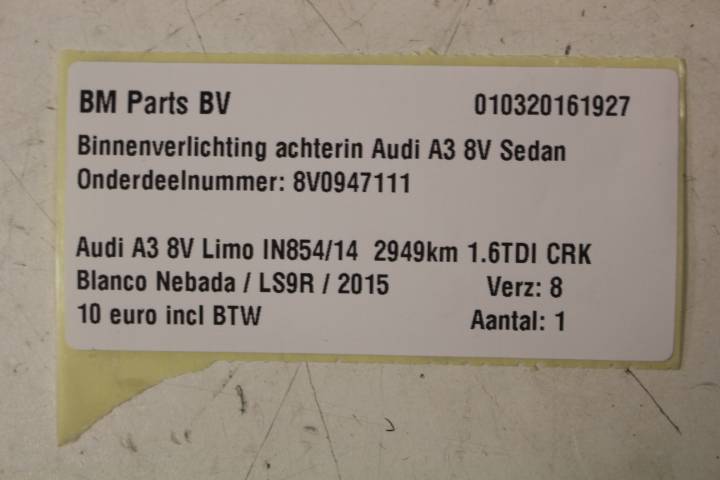 BM Parts BV 010320161927
Binnenverlichting achterin Audi A3 8V Sedan
Onderdeelnummer: 8V0947111
Audi A3 8V Limo IN854/14 2949km 1.6TDI CRK
Blanco Nebada / LS9R / 2015 Verz: 8
10 euro incl BTW Aantal: 1